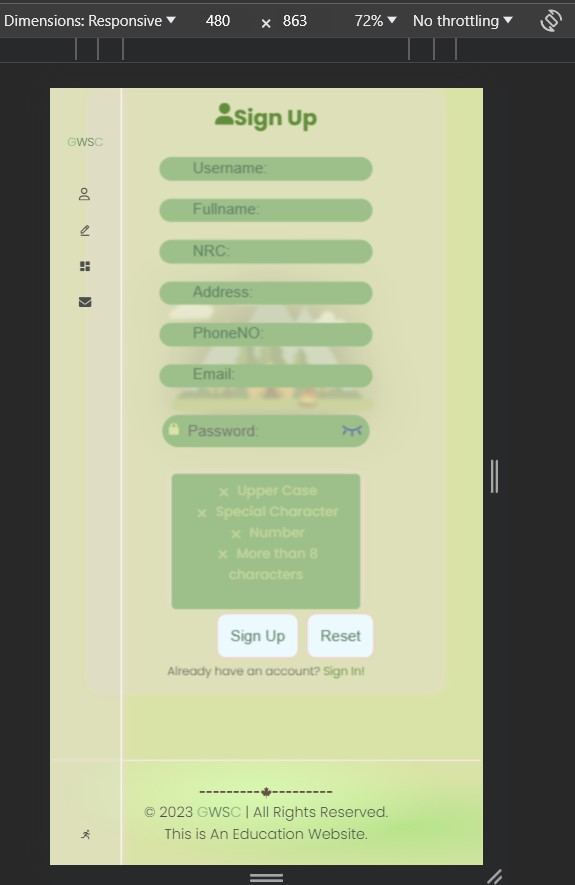 Dimensions: Responsive 480 × 863 72% No throttling
Sign Up
GWSC
Username:
Fullname:
NRC:
Address:
PhoneNO:
Email:
Password:
× Upper Case
× Special Character
× Number
× More than 8
characters
Sign Up Reset
Already have an account? Sign In!
© 2023 GWSC | All Rights Reserved.
This is An Education Website.